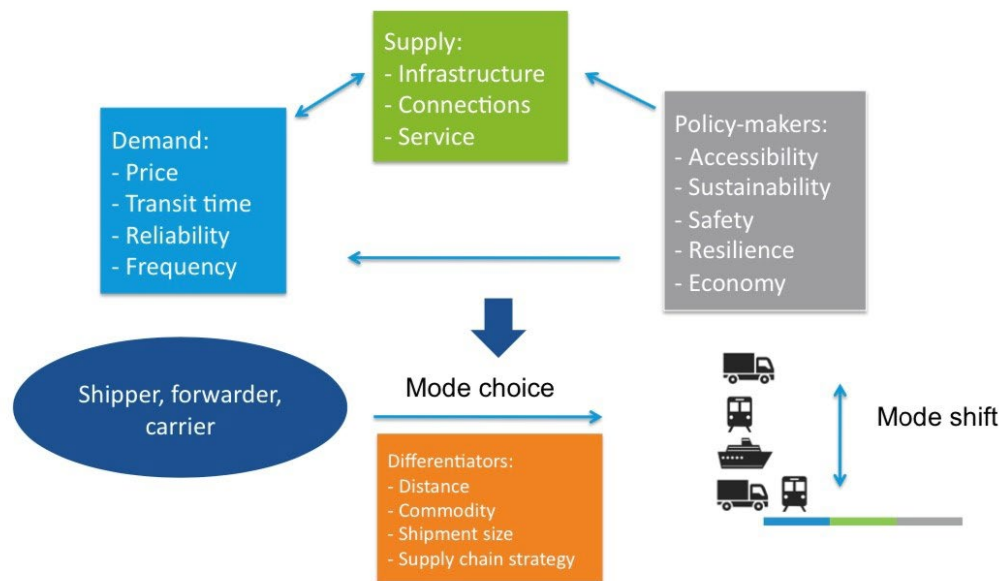 Supply:
- Infrastructure
- Connections
- Service
Demand:
- Price
- Transit time
- Reliability
- Frequency
Policy-makers:
- Accessibility
- Sustainability
- Safety
- Resilience
- Economy
Shipper, forwarder,
carrier
Mode choice
Differentiators:
- Distance
- Commodity
- Shipment size
- Supply chain strategy
Mode shift